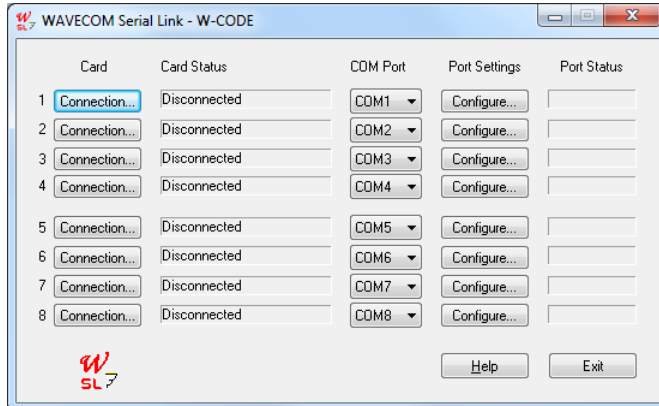 WAVECOM Serial Link - W-CODE
Card Card Status COM Port Port Settings Port Status
1 Connection... Disconnected COM1 Configure...
2 Connection... Disconnected COM2 Configure...
3 Connection... Disconnected COM3 Configure...
4 Connection... Disconnected COM4 Configure...
5 Connection... Disconnected COM5 Configure...
6 Connection... Disconnected COM6 Configure...
7 Connection... Disconnected COM7 Configure...
8 Connection... Disconnected COM8 Configure...
W
SL7
Help Exit